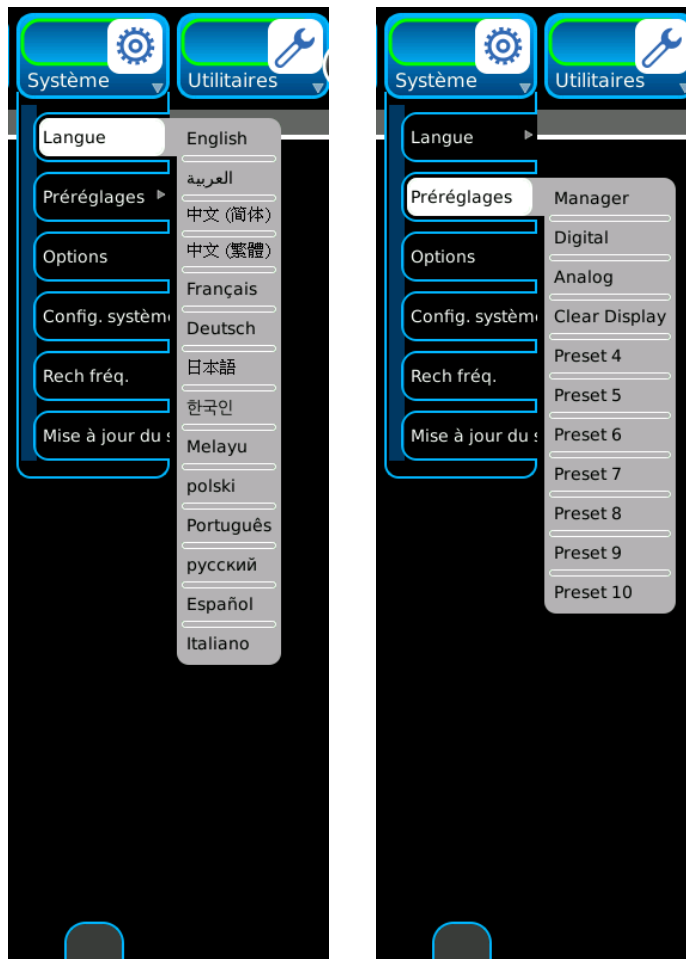 Système
Utilitaires
Langue
Préréglages
Options
Config. système
Rech fréq.
Mise à jour du
English
العربية
中文 (简体)
中文 (繁體)
Français
Deutsch
日本語
한국인
Melayu
polski
Português
русский
Español
Italiano
Système
Utilitaires
Langue
Préréglages
Options
Config. système
Rech fréq.
Mise à jour du
Manager
Digital
Analog
Clear Display
Preset 4
Preset 5
Preset 6
Preset 7
Preset 8
Preset 9
Preset 10